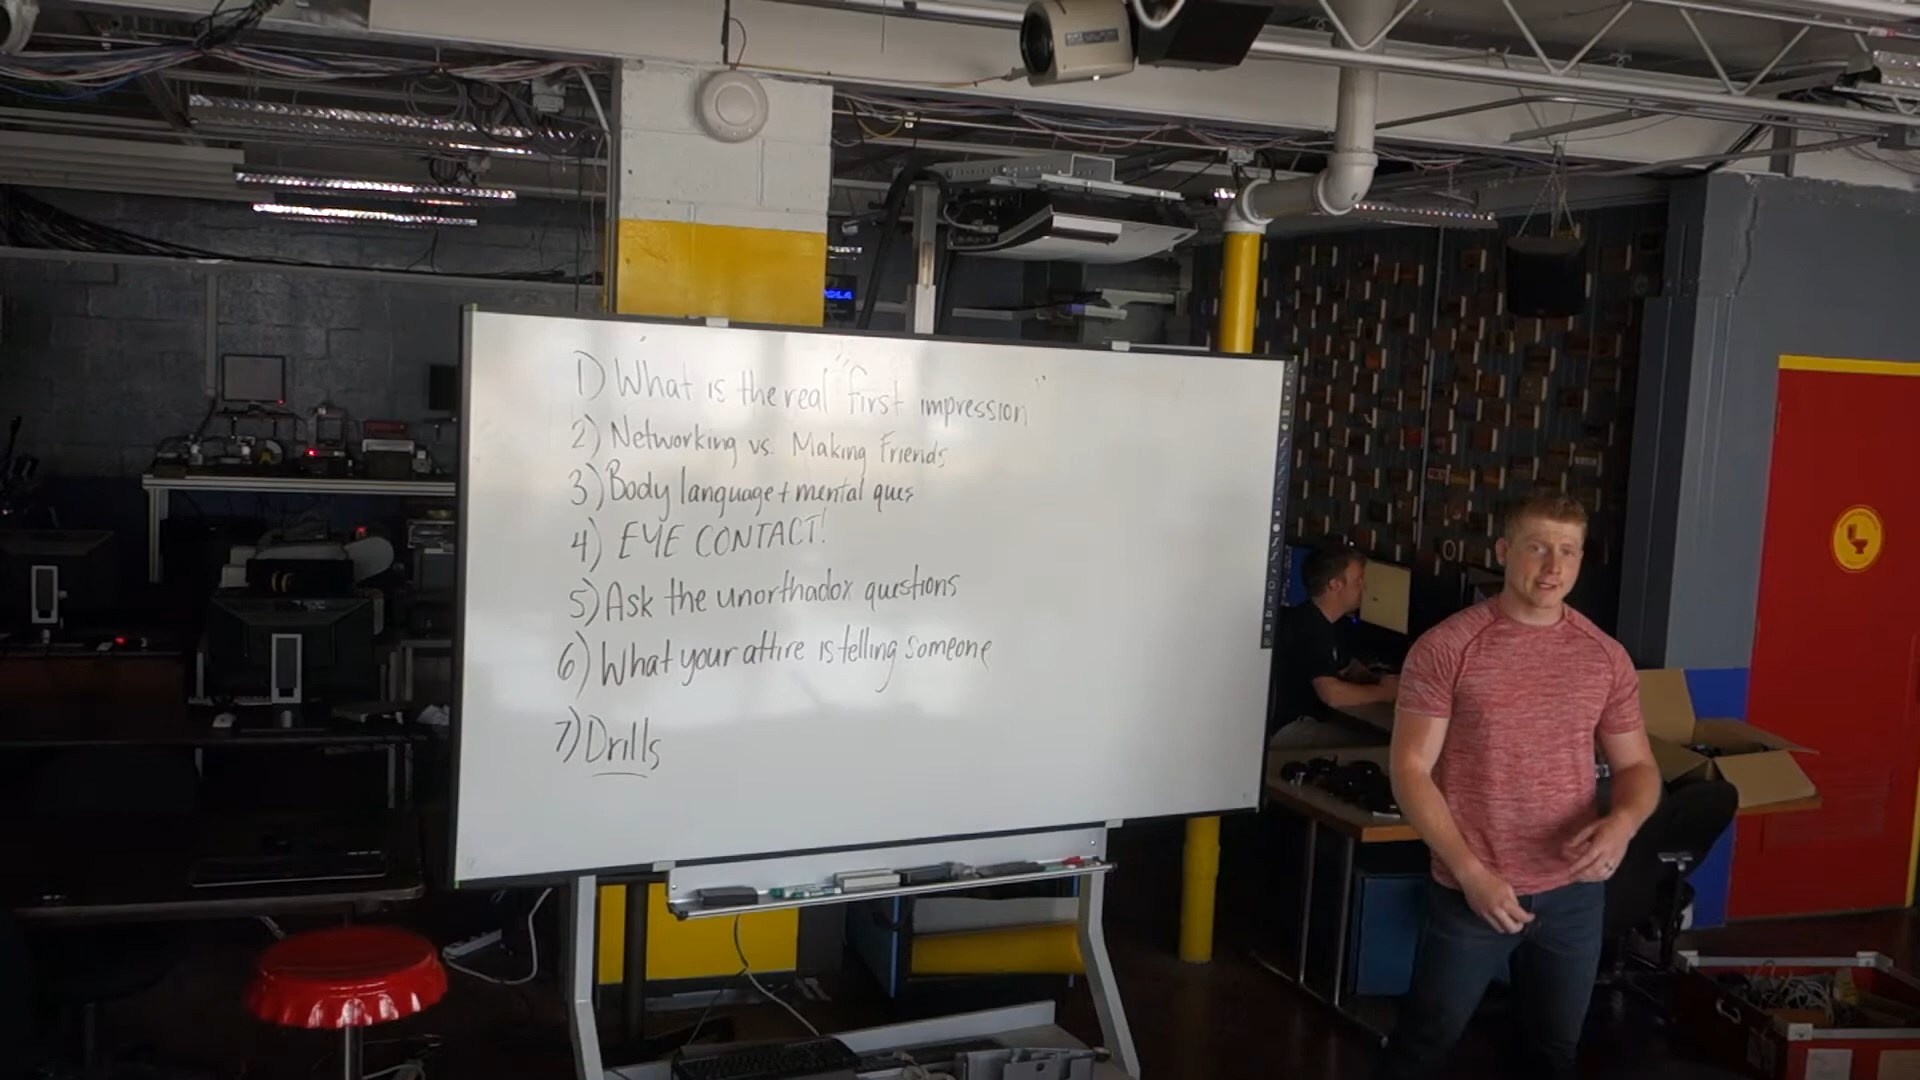 1) What is the real "first impression"
2) Networking vs. Making Friends
3) Body language + mental ques
4) EYE CONTACT!
5) Ask the unorthadox questions
6) What your attire is telling someone
7) Drills